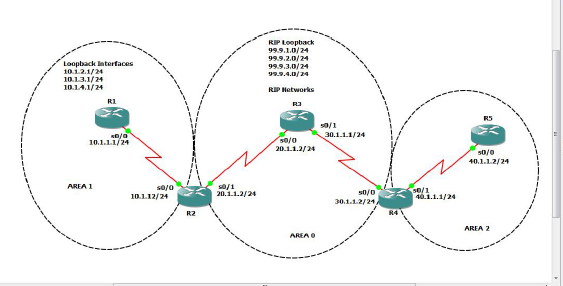 RIP Loopback
99.9.1.0/24
99.9.2.0/24
99.9.3.0/24
99.9.4.0/24
RIP Networks
Loopback Interfaces
10.1.2.1/24
10.1.3.1/24
10.1.4.1/24
R1
s0/0
10.1.1.1/24
R3
s0/1
30.1.1.1/24
s0/0
20.1.1.2/24
R5
s0/0
40.1.1.2/24
AREA 1
s0/0
10.1.12/24
s0/1
20.1.1.2/24
R2
s0/0
30.1.1.2/24
s0/1
40.1.1.1/24
R4
AREA 0
AREA 2